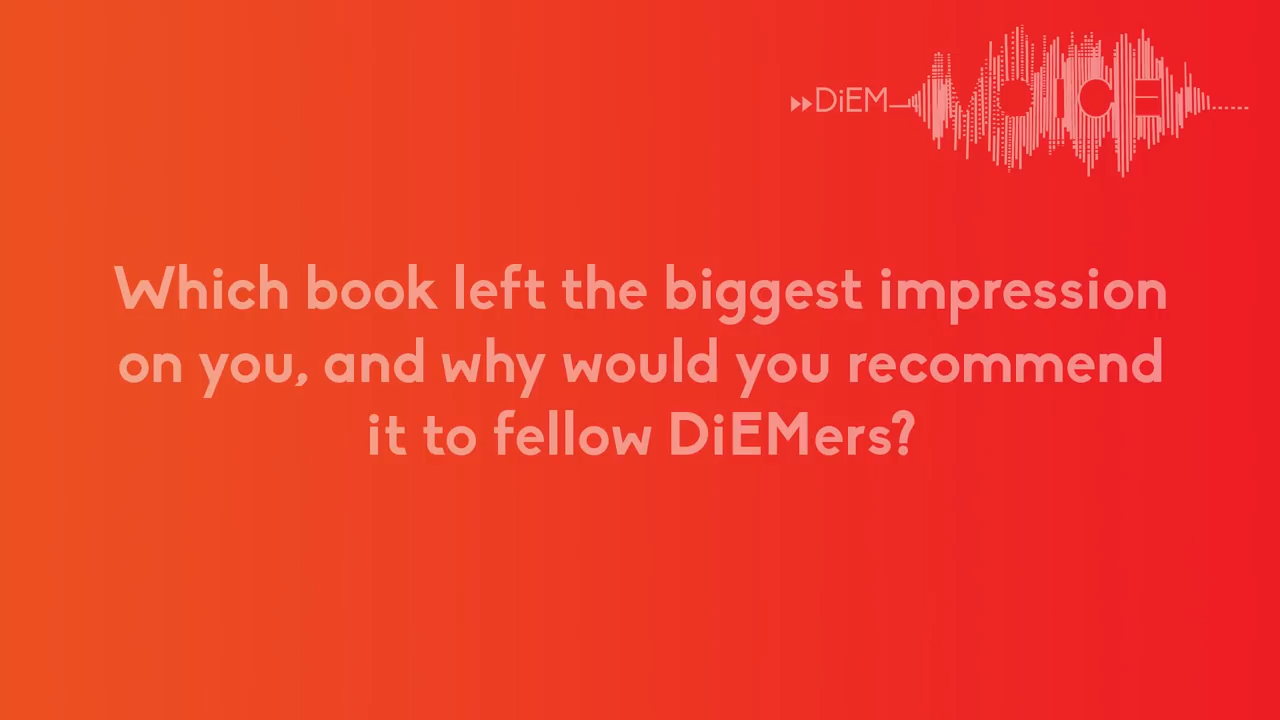 DiEM VOICE
Which book left the biggest impression
on you, and why would you recommend
it to fellow DiEMers?